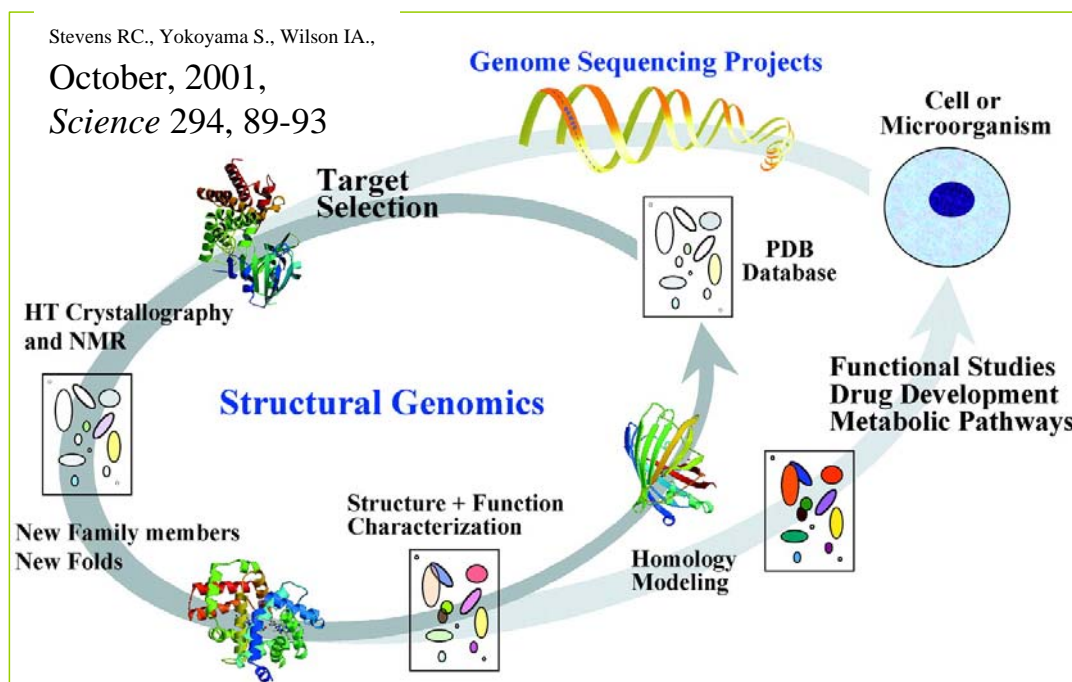 Stevens RC., Yokoyama S., Wilson IA.,
October, 2001,
Science 294, 89-93
Genome Sequencing Projects
Cell or
Microorganism
Target
Selection
PDB
Database
HT Crystallography
and NMR
Structural Genomics
Functional Studies
Drug Development
Metabolic Pathways
New Family members
New Folds
Structure + Function
Characterization
Homology
Modeling